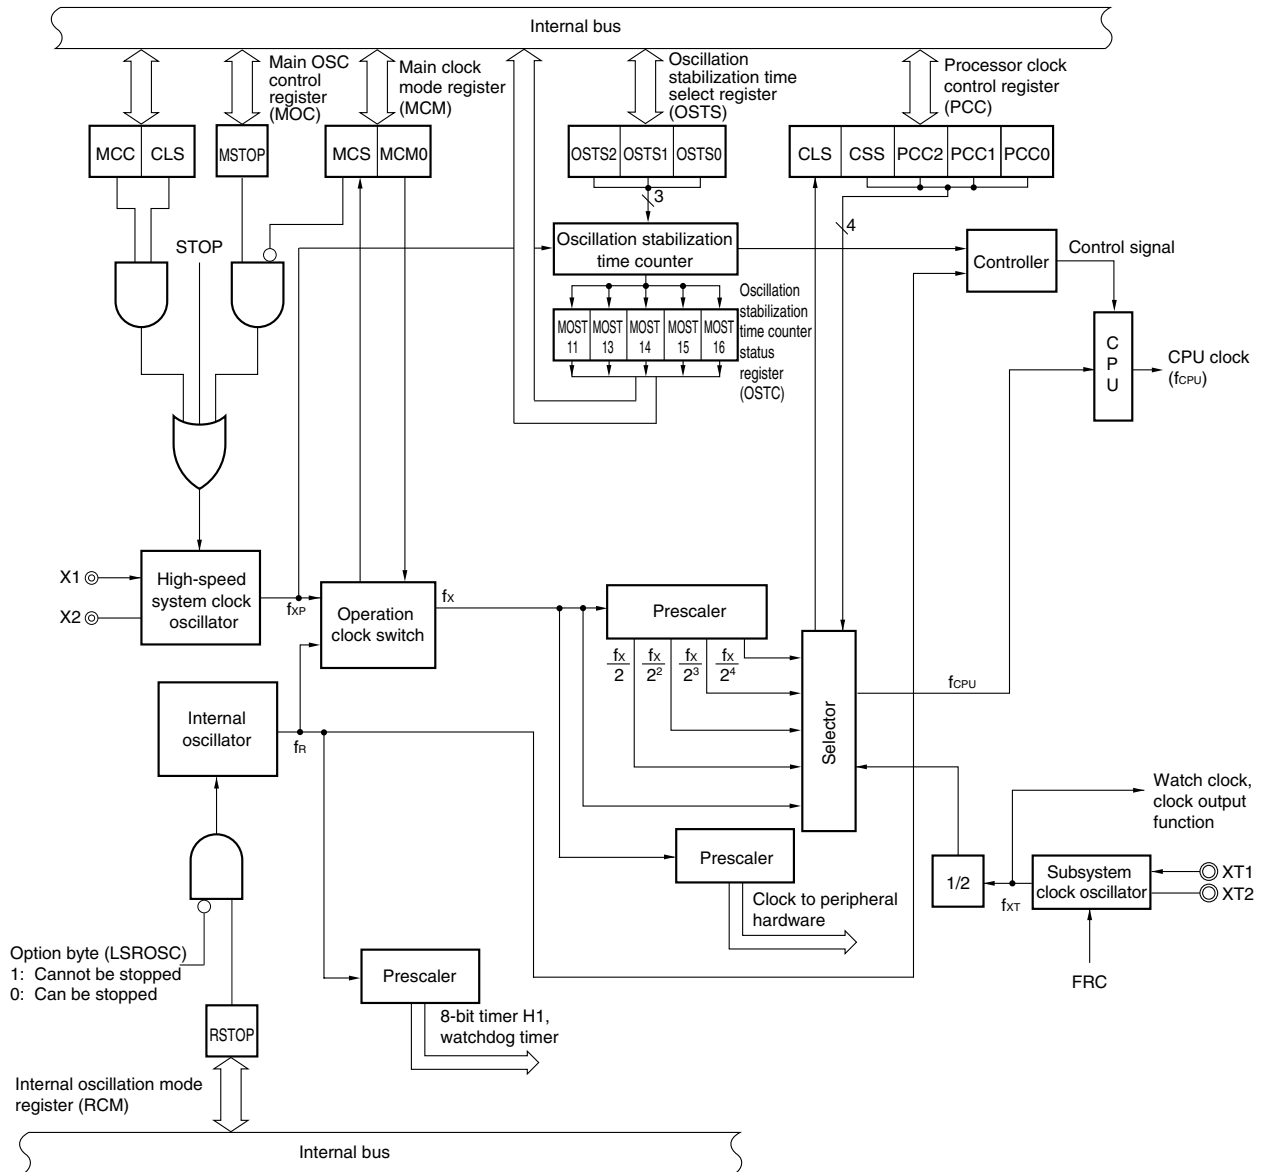 Internal bus
Main OSC
control
register
(MOC)
Main clock
mode register
(MCM)
Oscillation
stabilization time
select register
(OSTS)
Processor clock
control register
(PCC)
MCC CLS
MSTOP
MCS MCM0
OSTS2 OSTS1 OSTS0
CLS CSS PCC2 PCC1 PCC0
3
4
STOP
Oscillation stabilization
time counter
Controller
Control signal
Oscillation
stabilization
time counter
status
register
(OSTC)
MOST
11
MOST
13
MOST
14
MOST
15
MOST
16
C
P
U
CPU clock
(fCPU)
X1
X2
High-speed
system clock
oscillator
fXP
Operation
clock switch
fX
Prescaler
fX
2
fX
2²
fX
2³
fX
2⁴
Selector
fCPU
Internal
oscillator
fR
Watch clock,
clock output
function
Prescaler
Clock to peripheral
hardware
1/2
fXT
Subsystem
clock oscillator
XT1
XT2
FRC
Option byte (LSROSC)
1: Cannot be stopped
0: Can be stopped
Prescaler
8-bit timer H1,
watchdog timer
RSTOP
Internal oscillation mode
register (RCM)
Internal bus